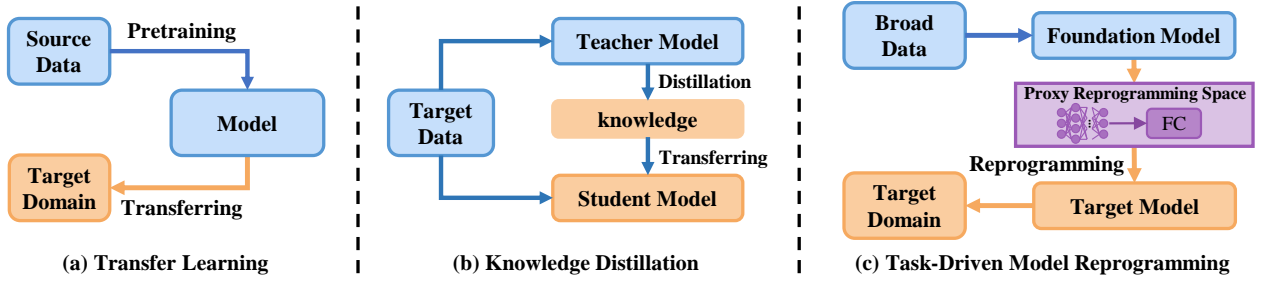 Source
Data
Pretraining
Model
Target
Domain
Transferring
(a) Transfer Learning
Target
Data
Teacher Model
Distillation
knowledge
Transferring
Student Model
(b) Knowledge Distillation
Broad
Data
Foundation Model
Proxy Reprogramming Space
FC
Reprogramming
Target
Domain
Target Model
(c) Task-Driven Model Reprogramming